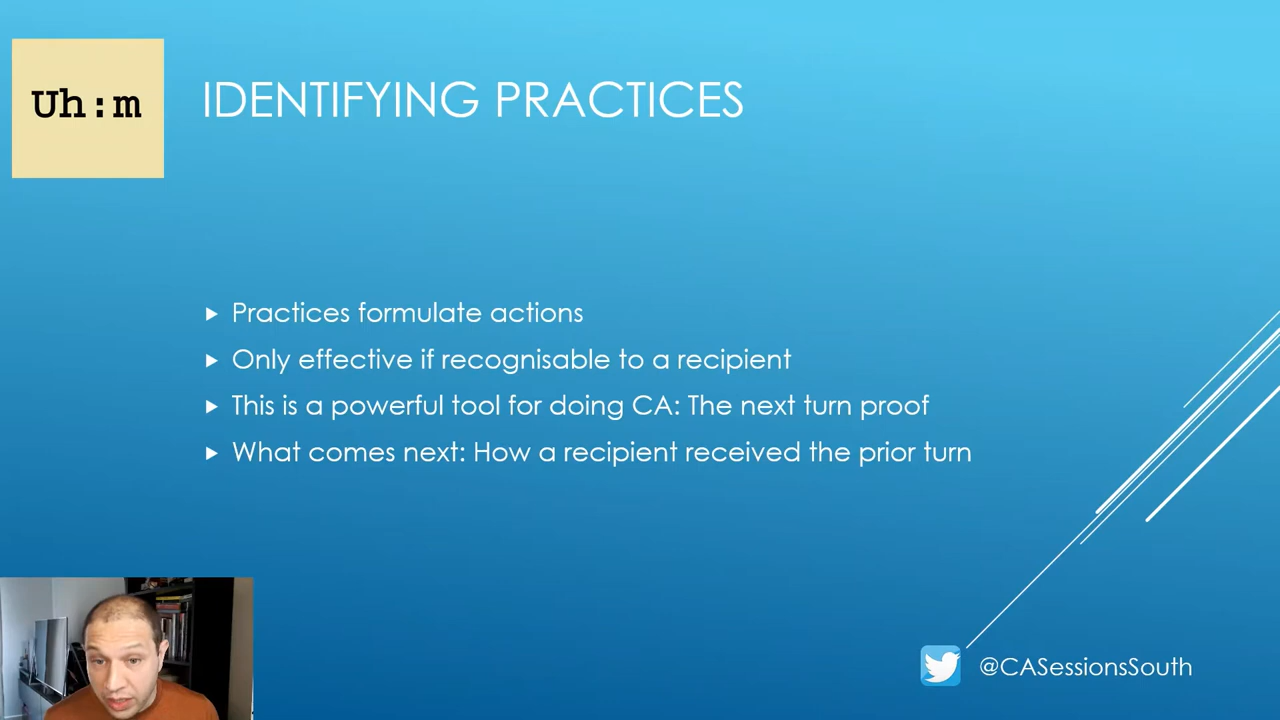 Uh:m
IDENTIFYING PRACTICES
Practices formulate actions
Only effective if recognisable to a recipient
This is a powerful tool for doing CA: The next turn proof
What comes next: How a recipient received the prior turn
@CASessionsSouth